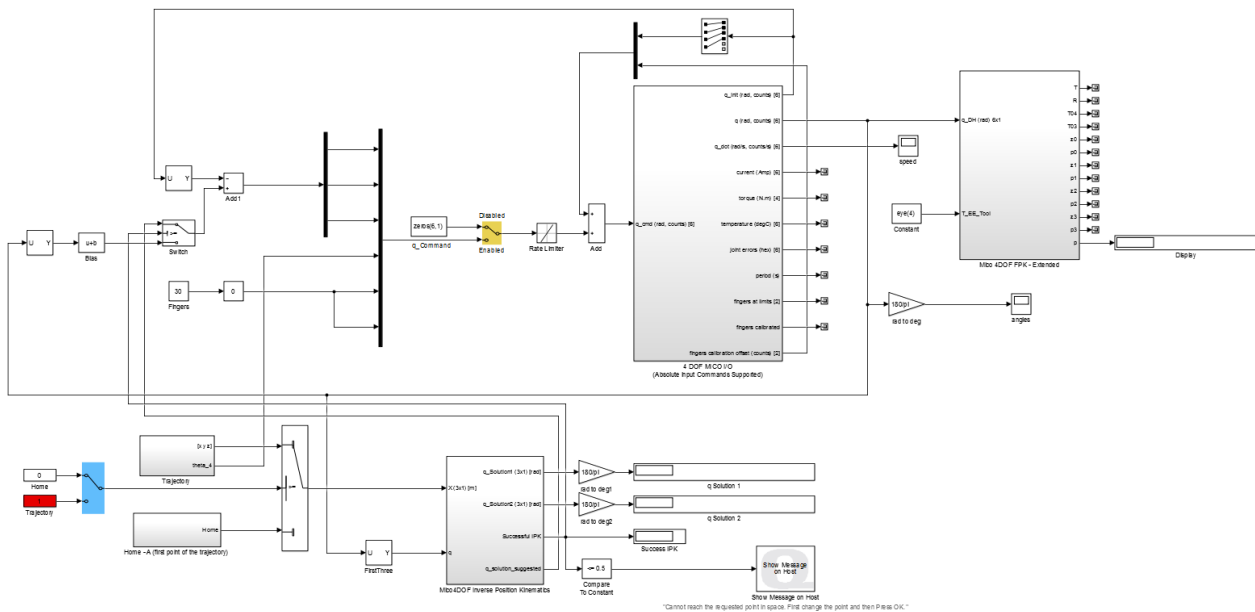 q_init (rad, counts) [6]
q (rad, counts) [6]
q_dot (rad/s, counts/s) [6]
current (Amp) [6]
torque (N.m) [4]
temperature (degC) [6]
joint errors (hex) [6]
period (s)
fingers at limits [2]
fingers calibrated
fingers calibration offset (counts) [2]
q_cmd (rad, counts) [6]
4 DOF MICO I/O
(Absolute Input Commands Supported)
speed
q_DH (rad) 6x1
T_EE_Tool
T
R
T04
T03
z0
p0
z1
p1
z2
p2
z3
p3
Mico 4DOF FPK - Extended
eye(4)
Constant
Display
180/pi
rad to deg
angles
U Y
Add1
Switch
U Y
u+b
Bias
30
Fingers
0
zeros(6,1)
q_Command
Disabled
Enabled
Rate Limiter
Add
[x y z]
theta_4
Trajectory
0
Home
Trajectory
Home
Home -A (first point of the trajectory)
U Y
FirstThree
X (3x1) [m]
q
q_Solution1 (3x1) [rad]
q_Solution2 (3x1) [rad]
Successful IPK
q_solution_suggested
Mico4DOF Inverse Position Kinematics
180/pi
rad to deg1
q Solution 1
180/pi
rad to deg2
q Solution 2
Success IPK
<= 0.5
Compare
To Constant
Show Message
on Host
Show Message on Host
"Cannot reach the requested point in space. First change the point and then Press OK."